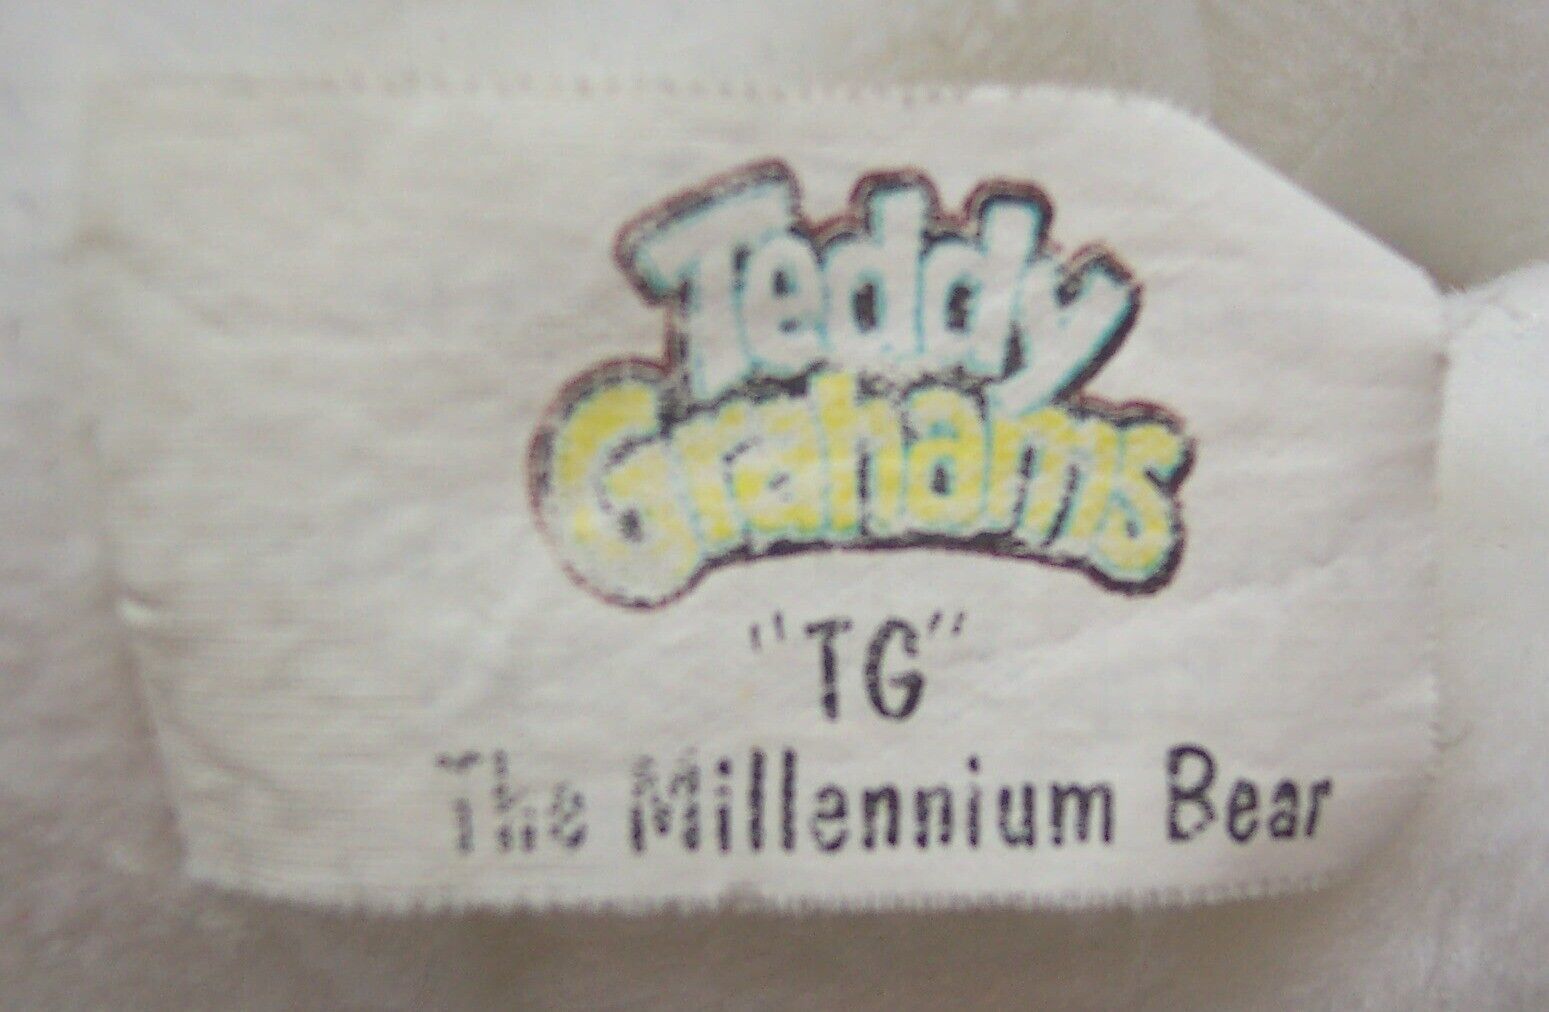 Teddy
Grahams
"TG"
The Millennium Bear